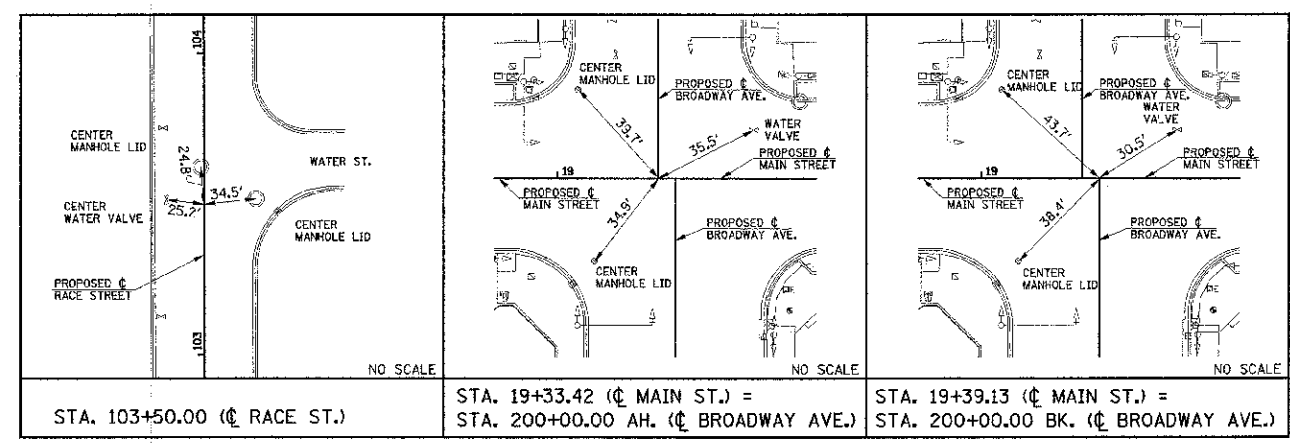 104
CENTER
MANHOLE LID
24.8'
WATER ST.
34.5'
25.2'
CENTER
WATER VALVE
CENTER
MANHOLE LID
PROPOSED ℄
RACE STREET
103
NO SCALE
STA. 103+50.00 (℄ RACE ST.)
CENTER
MANHOLE LID
PROPOSED ℄
BROADWAY AVE.
39.7'
35.5'
WATER
VALVE
PROPOSED ℄
MAIN STREET
19
PROPOSED ℄
MAIN STREET
34.9'
PROPOSED ℄
BROADWAY AVE.
CENTER
MANHOLE LID
NO SCALE
STA. 19+33.42 (℄ MAIN ST.) =
STA. 200+00.00 AH. (℄ BROADWAY AVE.)
CENTER
MANHOLE LID
PROPOSED ℄
BROADWAY AVE.
WATER
VALVE
43.7'
30.5'
PROPOSED ℄
MAIN STREET
19
PROPOSED ℄
MAIN STREET
38.4'
PROPOSED ℄
BROADWAY AVE.
CENTER
MANHOLE LID
NO SCALE
STA. 19+39.13 (℄ MAIN ST.) =
STA. 200+00.00 BK. (℄ BROADWAY AVE.)